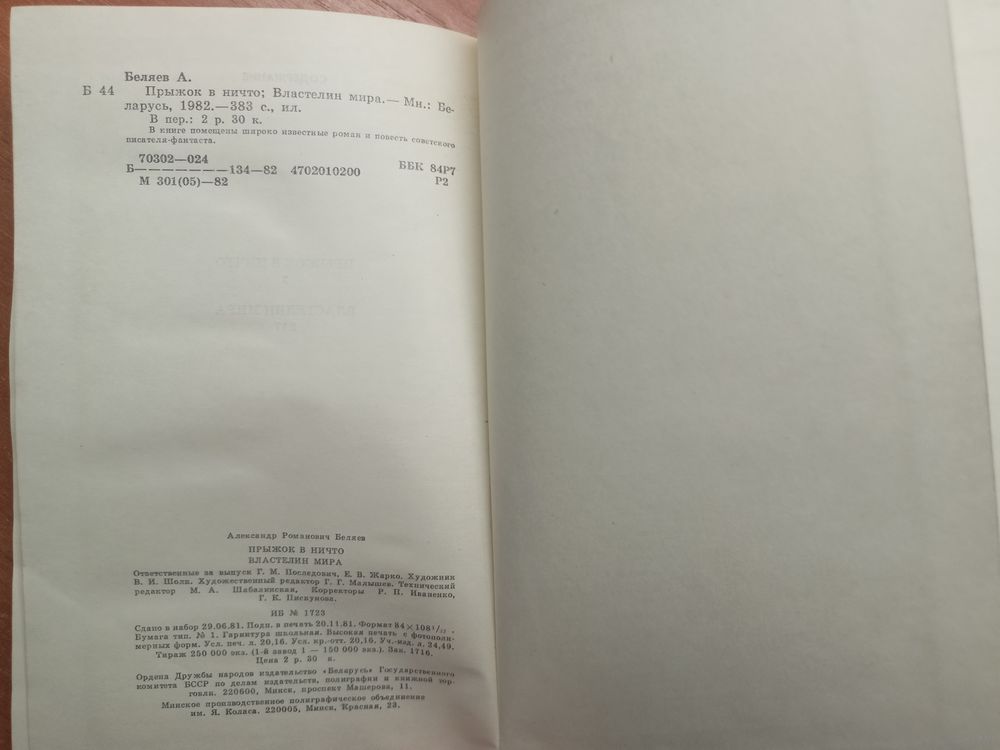 Беляев А.
Б 44 Прыжок в ничто; Властелин мира.— Мн.: Бе-
ларусь, 1982.—383 с., ил.
В пер.: 2 р. 30 к.
В книге помещены широко известные роман и повесть советского
писателя-фантаста.
70302—024
Б————————134—82 4702010200 ББК 84Р7
М 301(05)—82 Р2
Александр Романович Беляев
ПРЫЖОК В НИЧТО
ВЛАСТЕЛИН МИРА
Ответственные за выпуск Г. М. Последович, Е. В. Жарко. Художник
В. И. Шолк. Художественный редактор Г. Г. Малышев. Технический
редактор М. А. Шабалинская, Корректоры Р. П. Иваненко,
Г. К. Пискунова.
ИБ № 1723
Сдано в набор 29.06.81. Подп. в печать 20.11.81. Формат 84×108¹/₃₂.
Бумага тип. № 1. Гарнитура школьная. Высокая печать с фотополи-
мерных форм. Усл. печ. л. 20,16. Усл. кр.-отт. 20,16. Уч.-изд. л. 24,49.
Тираж 250 000 экз. (1-й завод 1 — 150 000 экз.). Зак. 1716.
Цена 2 р. 30 к.
Ордена Дружбы народов издательство «Беларусь» Государственного
комитета БССР по делам издательств, полиграфии и книжной тор-
говли. 220600, Минск, проспект Машерова, 11.
Минское производственное полиграфическое объединение
им. Я. Коласа. 220005, Минск, Красная, 23.